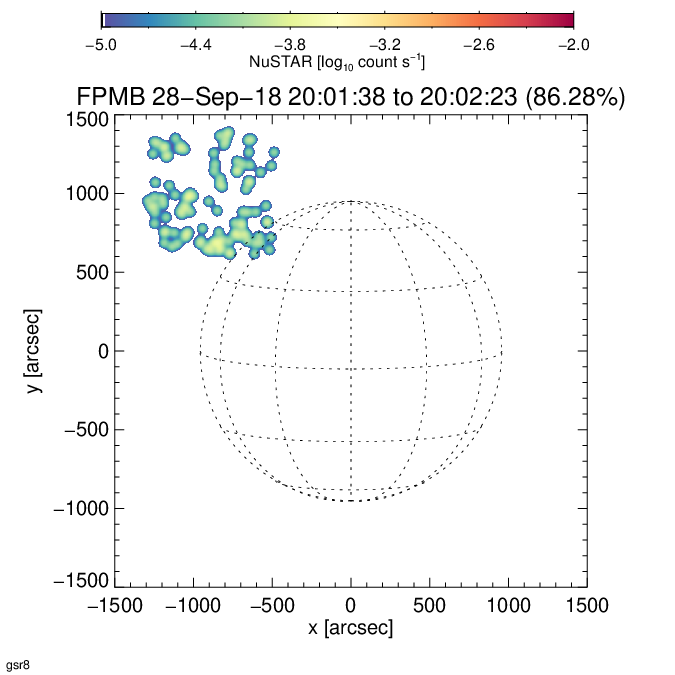 −5.0 −4.4 −3.8 −3.2 −2.6 −2.0
NuSTAR [log₁₀ count s⁻¹]
FPMB 28−Sep−18 20:01:38 to 20:02:23 (86.28%)
1500
1000
500
0
−500
−1000
−1500
y [arcsec]
−1500 −1000 −500 0 500 1000 1500
x [arcsec]
gsr8